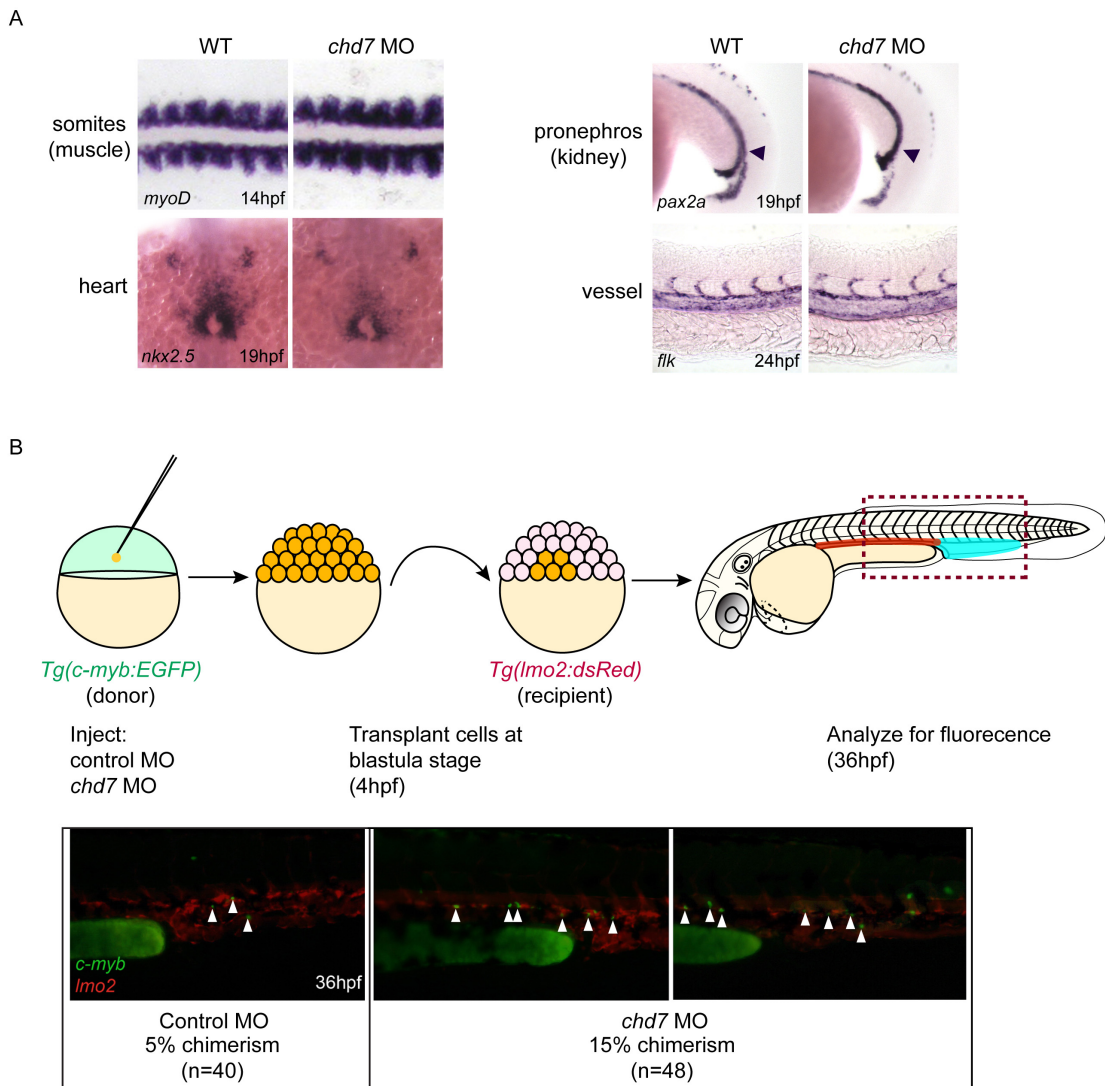 A
WT
chd7 MO
somites
(muscle)
myoD
14hpf
heart
nkx2.5
19hpf
WT
chd7 MO
pronephros
(kidney)
pax2a
19hpf
vessel
flk
24hpf
B
Tg(c-myb:EGFP)
(donor)
Tg(lmo2:dsRed)
(recipient)
Inject:
control MO
chd7 MO
Transplant cells at
blastula stage
(4hpf)
Analyze for fluorecence
(36hpf)
c-myb
lmo2
36hpf
Control MO
5% chimerism
(n=40)
chd7 MO
15% chimerism
(n=48)